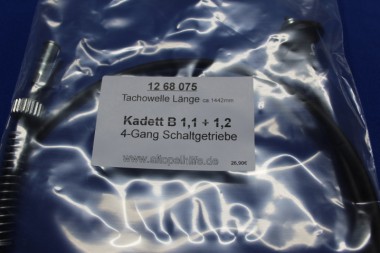 12 68 075
Tachowelle Länge ca 1442mm
Kadett B 1,1 + 1,2
4-Gang Schaltgetriebe
www.altopelhilfe.de 26,00€